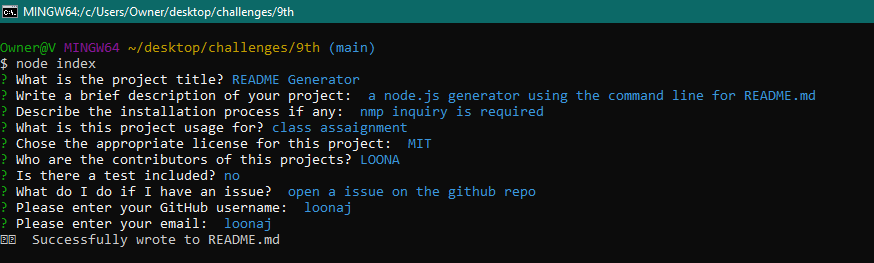 MINGW64:/c/Users/Owner/desktop/challenges/9th
Owner@V MINGW64 ~/desktop/challenges/9th (main)
$ node index
? What is the project title? README Generator
? Write a brief description of your project:  a node.js generator using the command line for README.md
? Describe the installation process if any:  nmp inquiry is required
? What is this project usage for? class assaignment
? Chose the appropriate license for this project:  MIT
? Who are the contributors of this projects? LOONA
? Is there a test included? no
? What do I do if I have an issue?  open a issue on the github repo
? Please enter your GitHub username:  loonaj
? Please enter your email:  loonaj
Successfully wrote to README.md